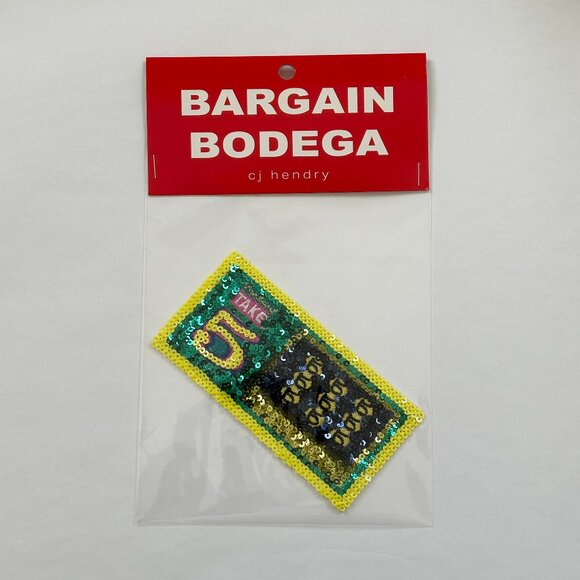 BARGAIN
BODEGA
cj hendry
TAKE
5